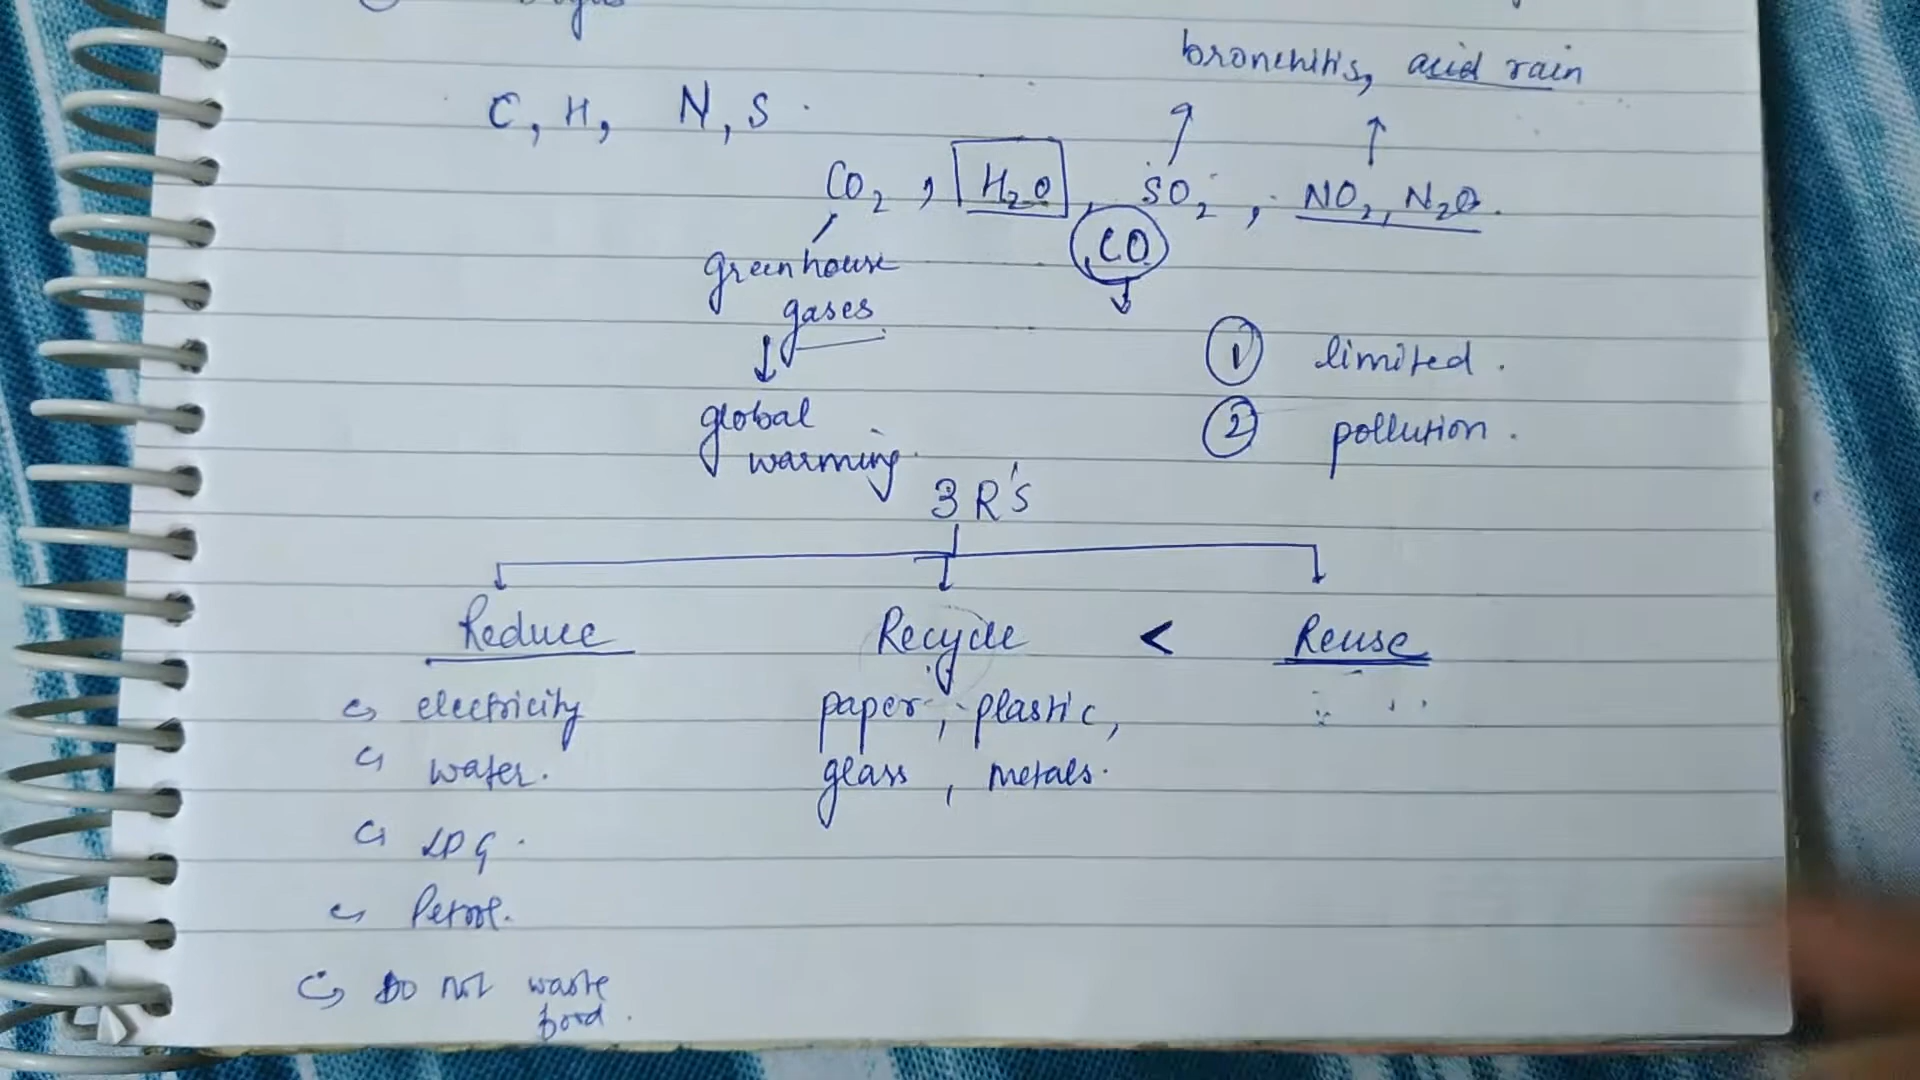 bronchitis, acid rain
C, H, N, S.
CO2, H2O, SO2, NO2, N2O.
CO
greenhouse
gases
① limited.
global
warming.
② pollution.
3 R's
Reduce Recycle < Reuse
electricity paper, plastic,
water. glass, metals.
LPG.
Petrol.
Do not waste
food.